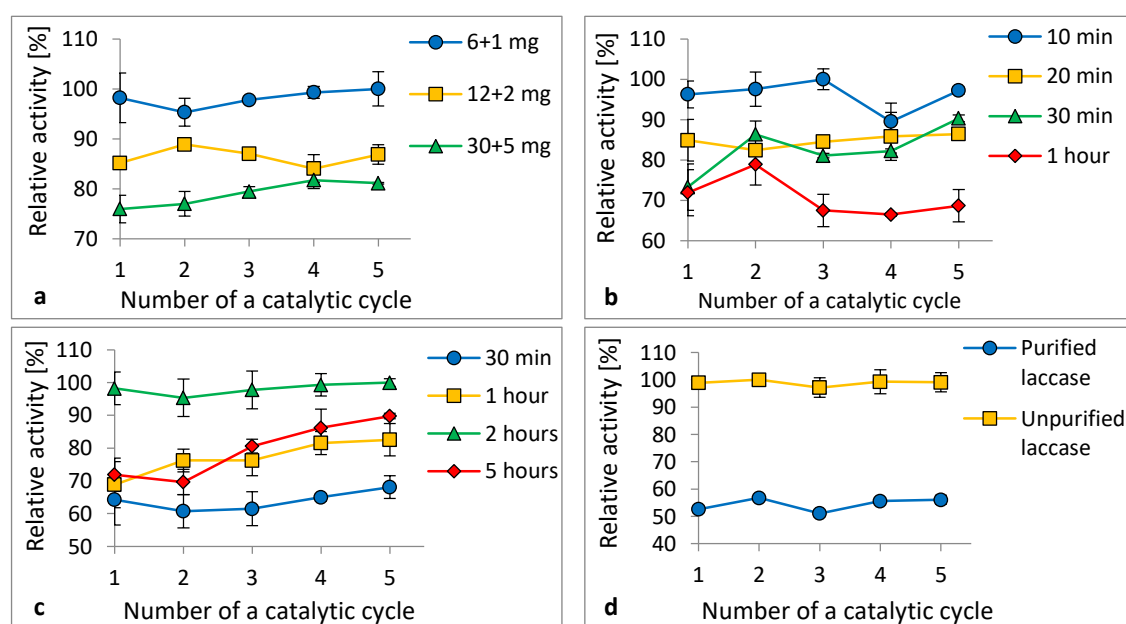 Relative activity [%]
110
100
90
80
70
1 2 3 4 5
Number of a catalytic cycle
a
6+1 mg
12+2 mg
30+5 mg
Relative activity [%]
110
100
90
80
70
60
1 2 3 4 5
Number of a catalytic cycle
b
10 min
20 min
30 min
1 hour
Relative activity [%]
110
100
90
80
70
60
50
1 2 3 4 5
Number of a catalytic cycle
c
30 min
1 hour
2 hours
5 hours
Relative activity [%]
110
100
90
80
70
60
50
40
1 2 3 4 5
Number of a catalytic cycle
d
Purified
laccase
Unpurified
laccase